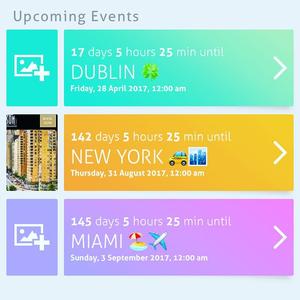 Upcoming Events
17 days 5 hours 25 min until
DUBLIN 🍀
Friday, 28 April 2017, 12:00 am
142 days 5 hours 25 min until
NEW YORK 🚕🏙️
Thursday, 31 August 2017, 12:00 am
145 days 5 hours 25 min until
MIAMI 🏖️✈️
Sunday, 3 September 2017, 12:00 am